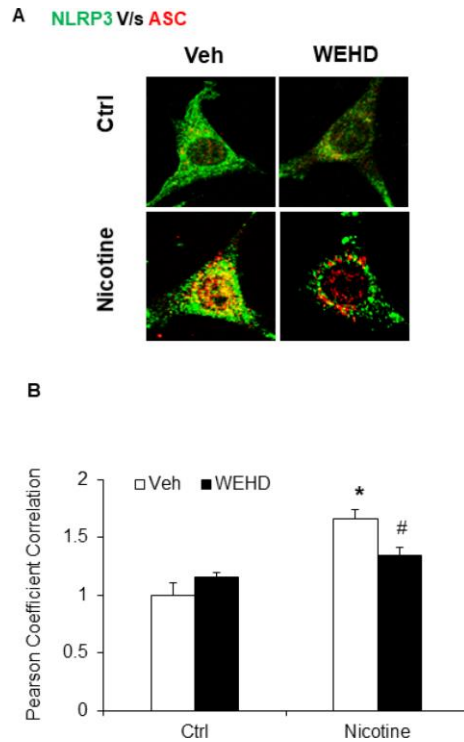 A NLRP3 V/s ASC
Veh WEHD
Ctrl
Nicotine
B
Pearson Coefficient Correlation
2
1.5
1
0.5
0
Veh WEHD
*
#
Ctrl Nicotine